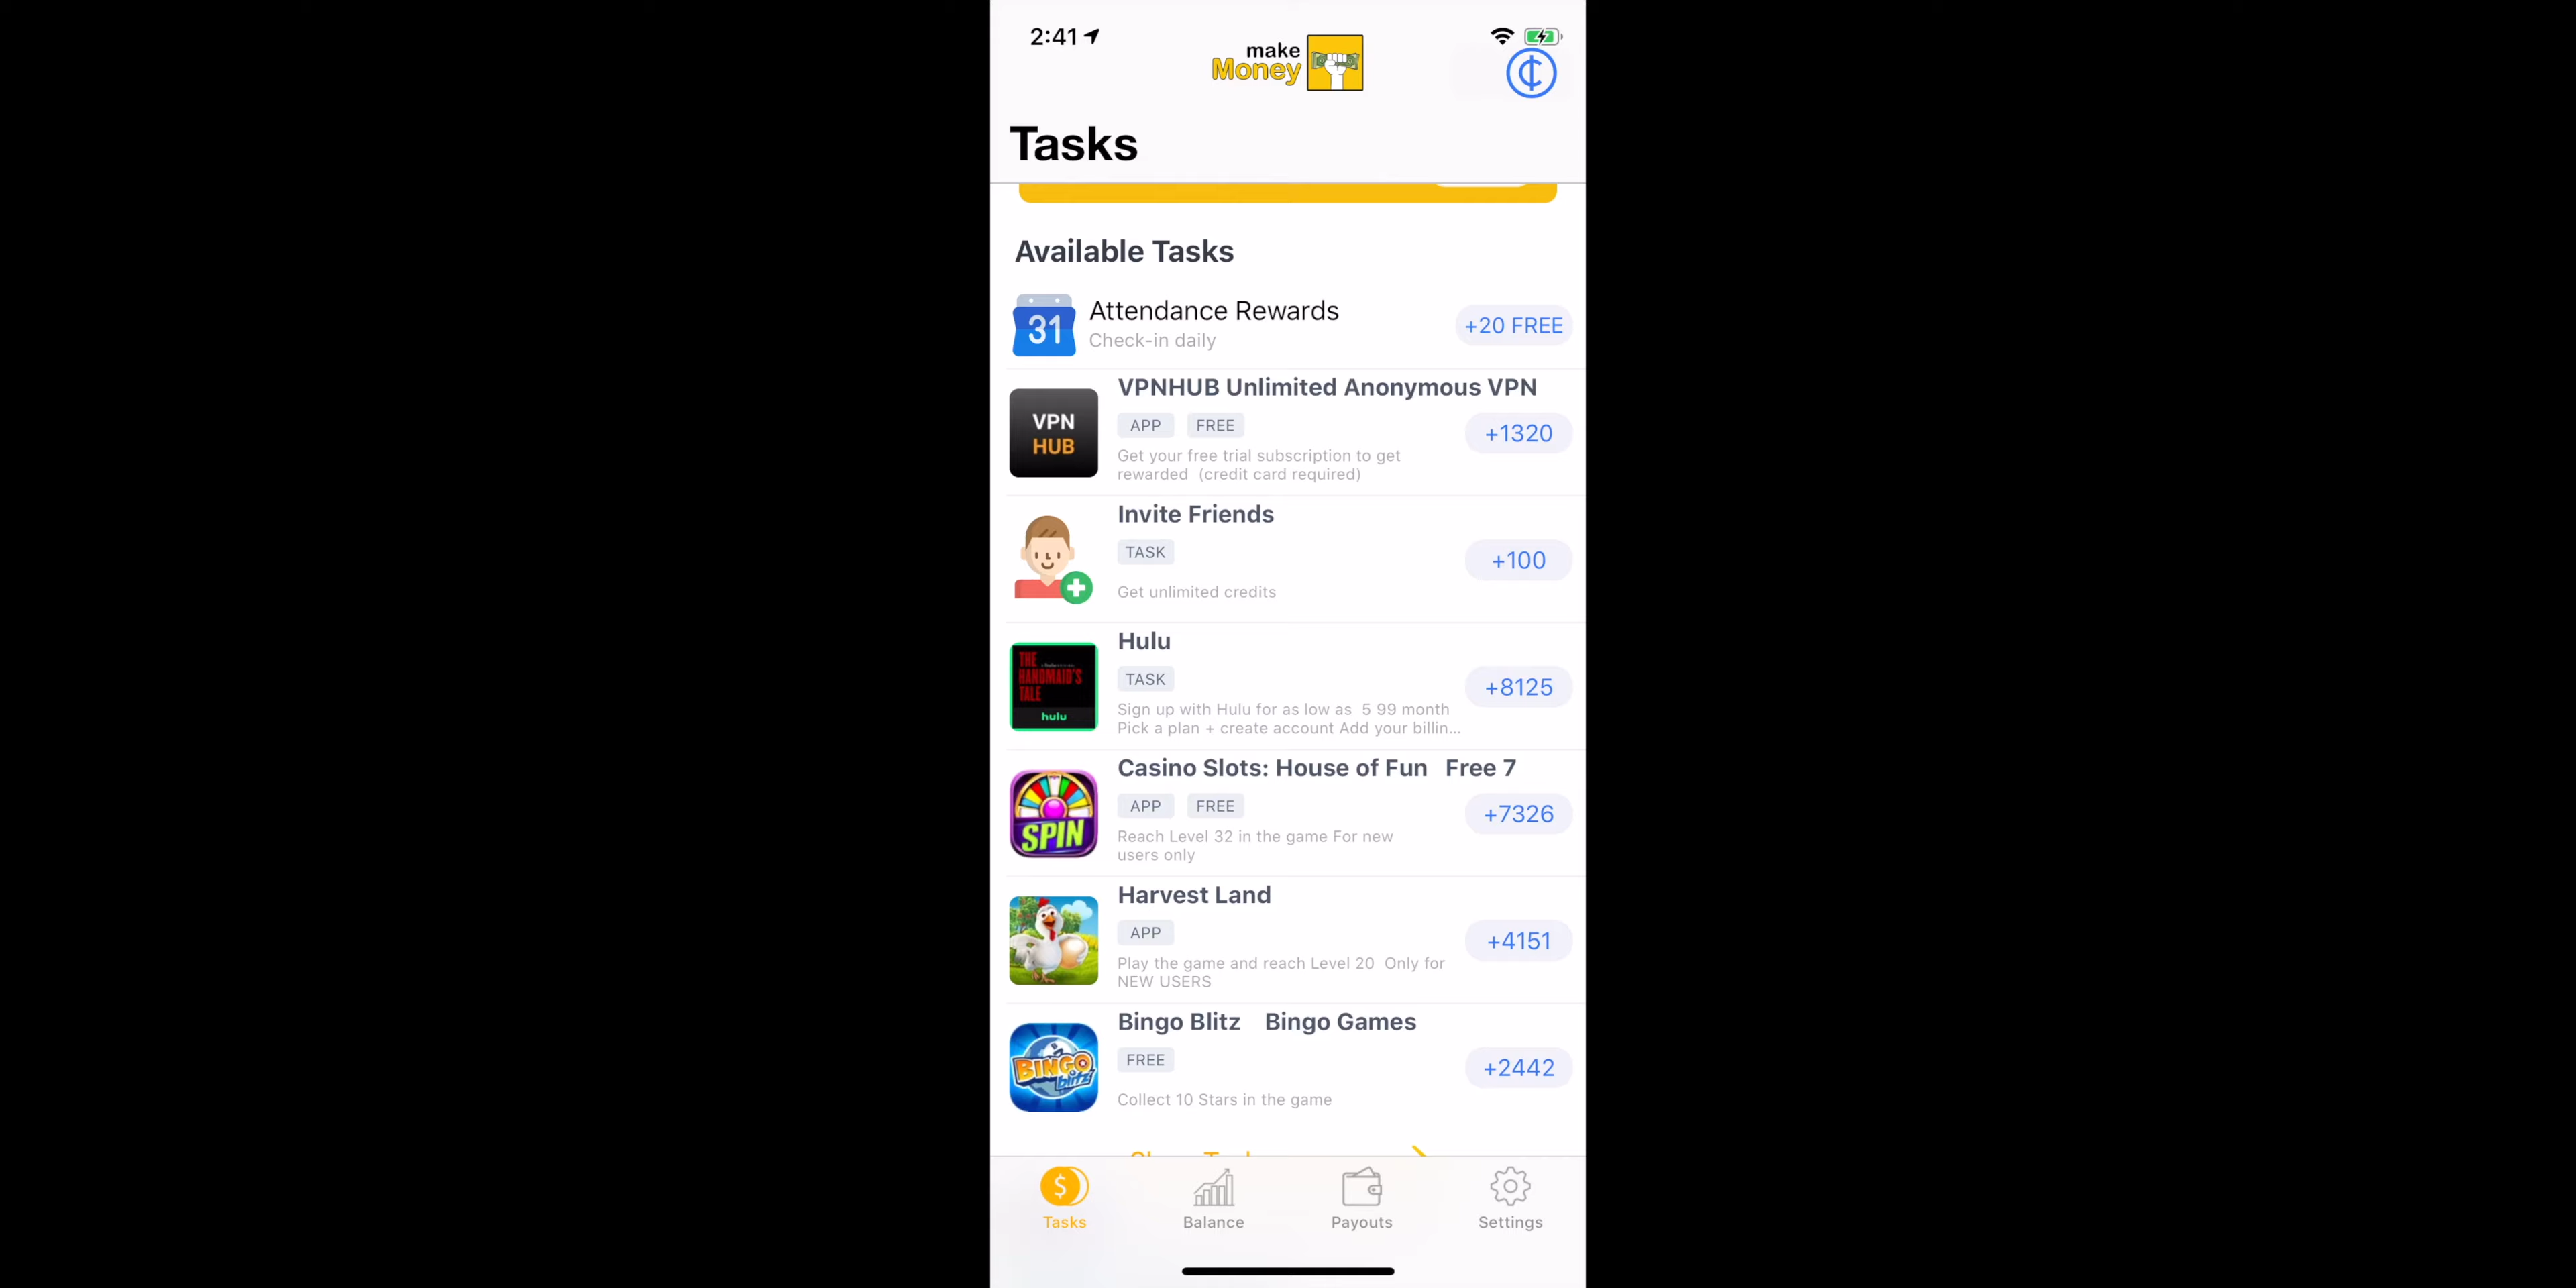 2:41
make
Money
Tasks
Available Tasks
31
Attendance Rewards
Check-in daily
+20 FREE
VPN
HUB
VPNHUB Unlimited Anonymous VPN
APP FREE
+1320
Get your free trial subscription to get
rewarded (credit card required)
Invite Friends
TASK
+100
Get unlimited credits
THE
HANDMAID'S
TALE
hulu
Hulu
TASK
+8125
Sign up with Hulu for as low as 5 99 month
Pick a plan + create account Add your billin...
SPIN
Casino Slots: House of Fun Free 7
APP FREE
+7326
Reach Level 32 in the game For new
users only
Harvest Land
APP
+4151
Play the game and reach Level 20 Only for
NEW USERS
BINGO
blitz
Bingo Blitz Bingo Games
FREE
+2442
Collect 10 Stars in the game
Tasks
Balance
Payouts
Settings